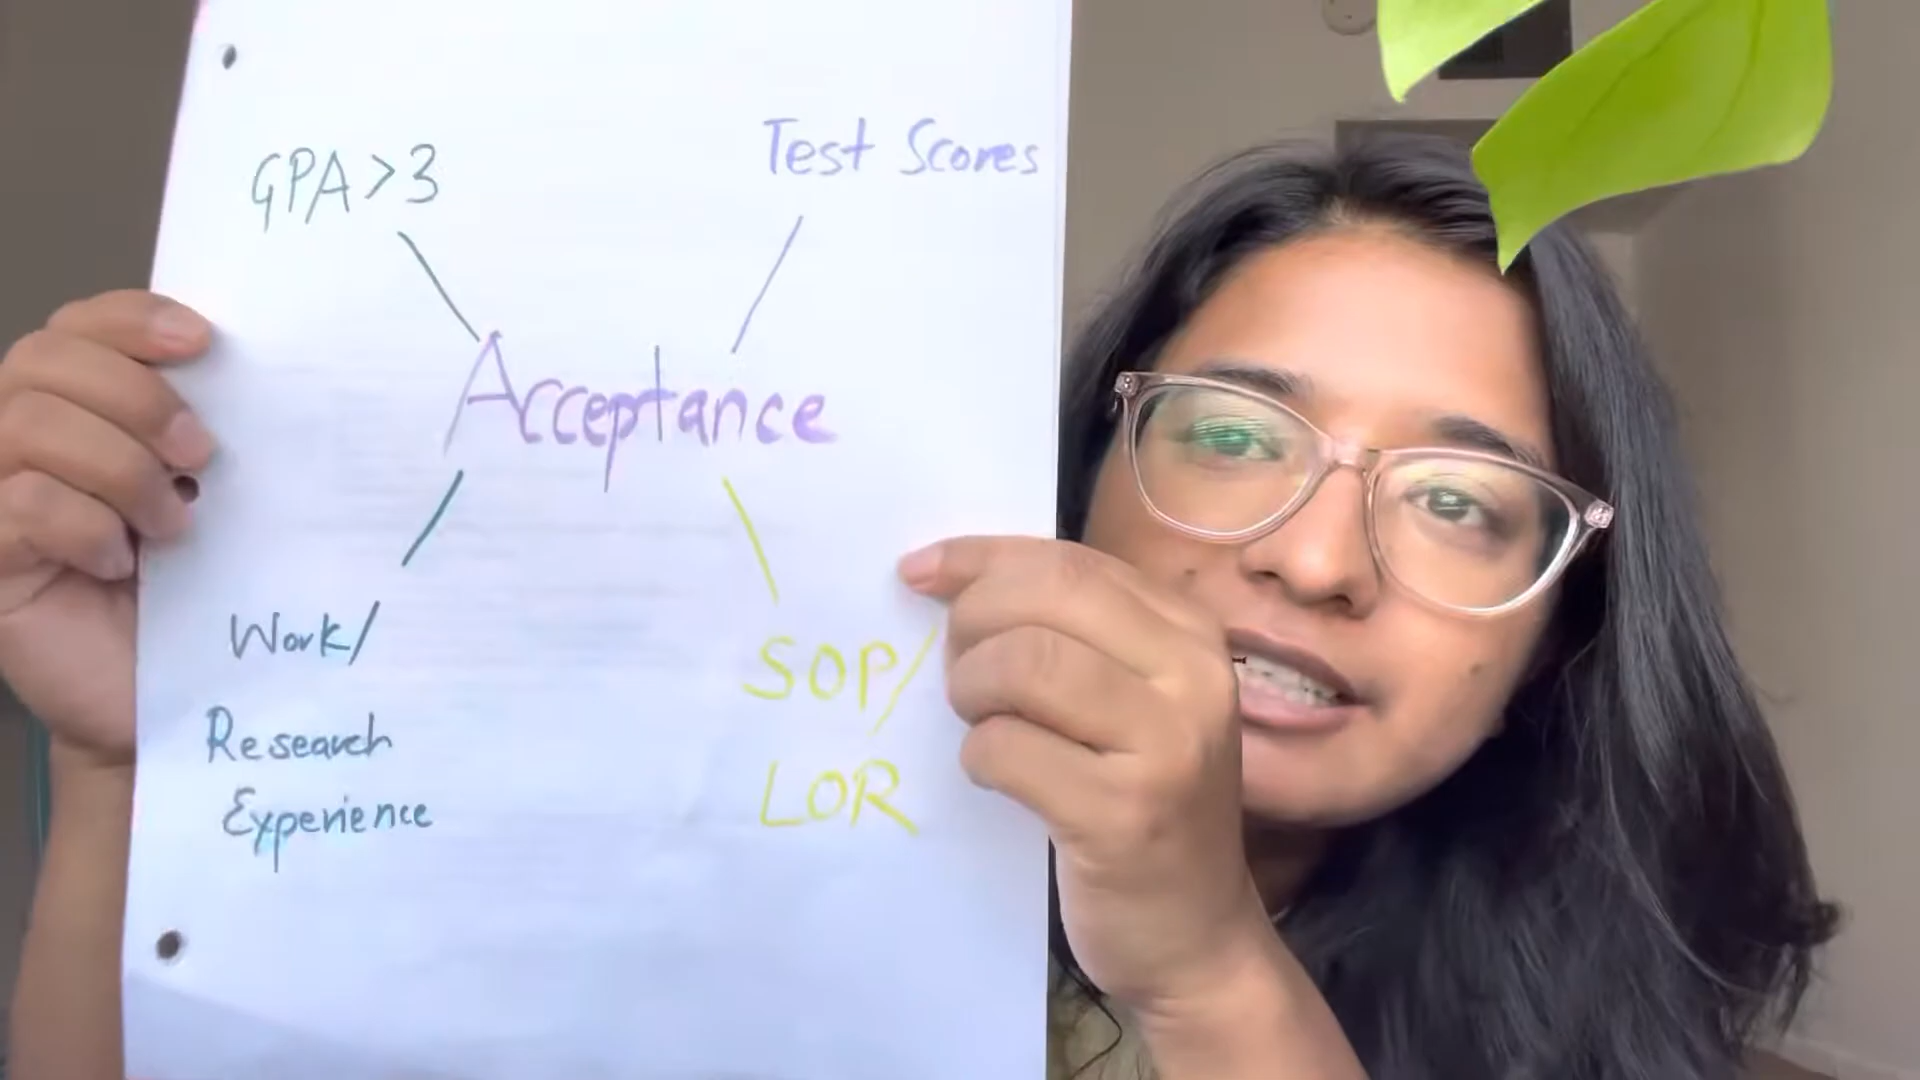 GPA>3
Test Scores
Acceptance
Work/
Research
Experience
SOP/
LOR